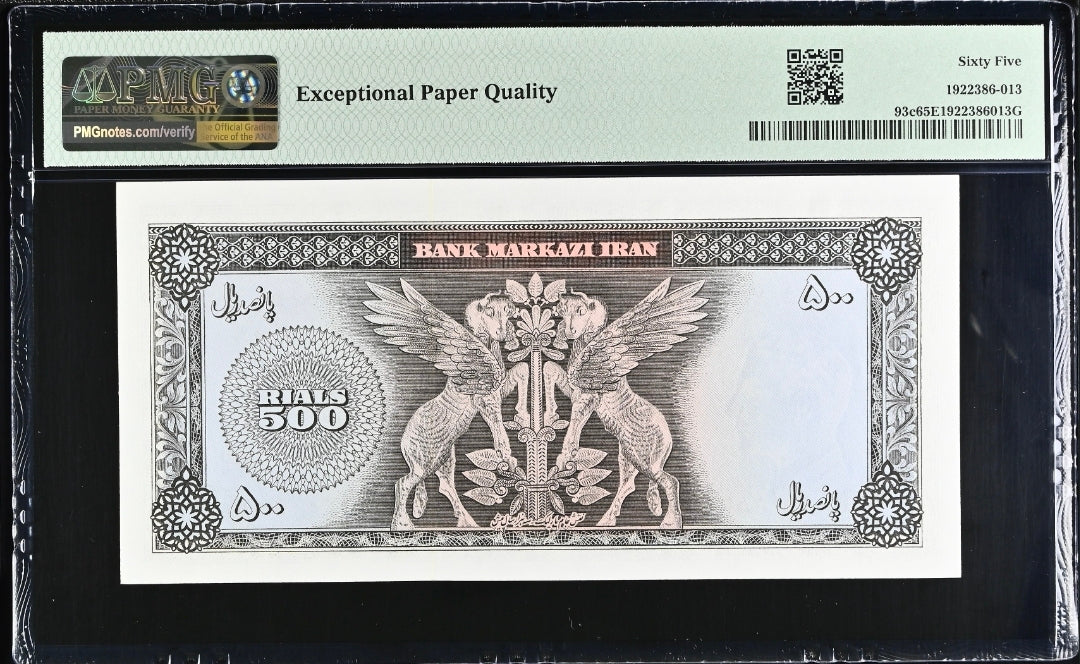 PMG
PAPER MONEY GUARANTY
PMGnotes.com/verify
he Official Grading
Service of the ANA
Exceptional Paper Quality
Sixty Five
1922386-013
93c65E1922386013G
BANK MARKAZI IRAN
پانصد ریال
۵۰۰
RIALS
500
۵۰۰
پانصد ریال